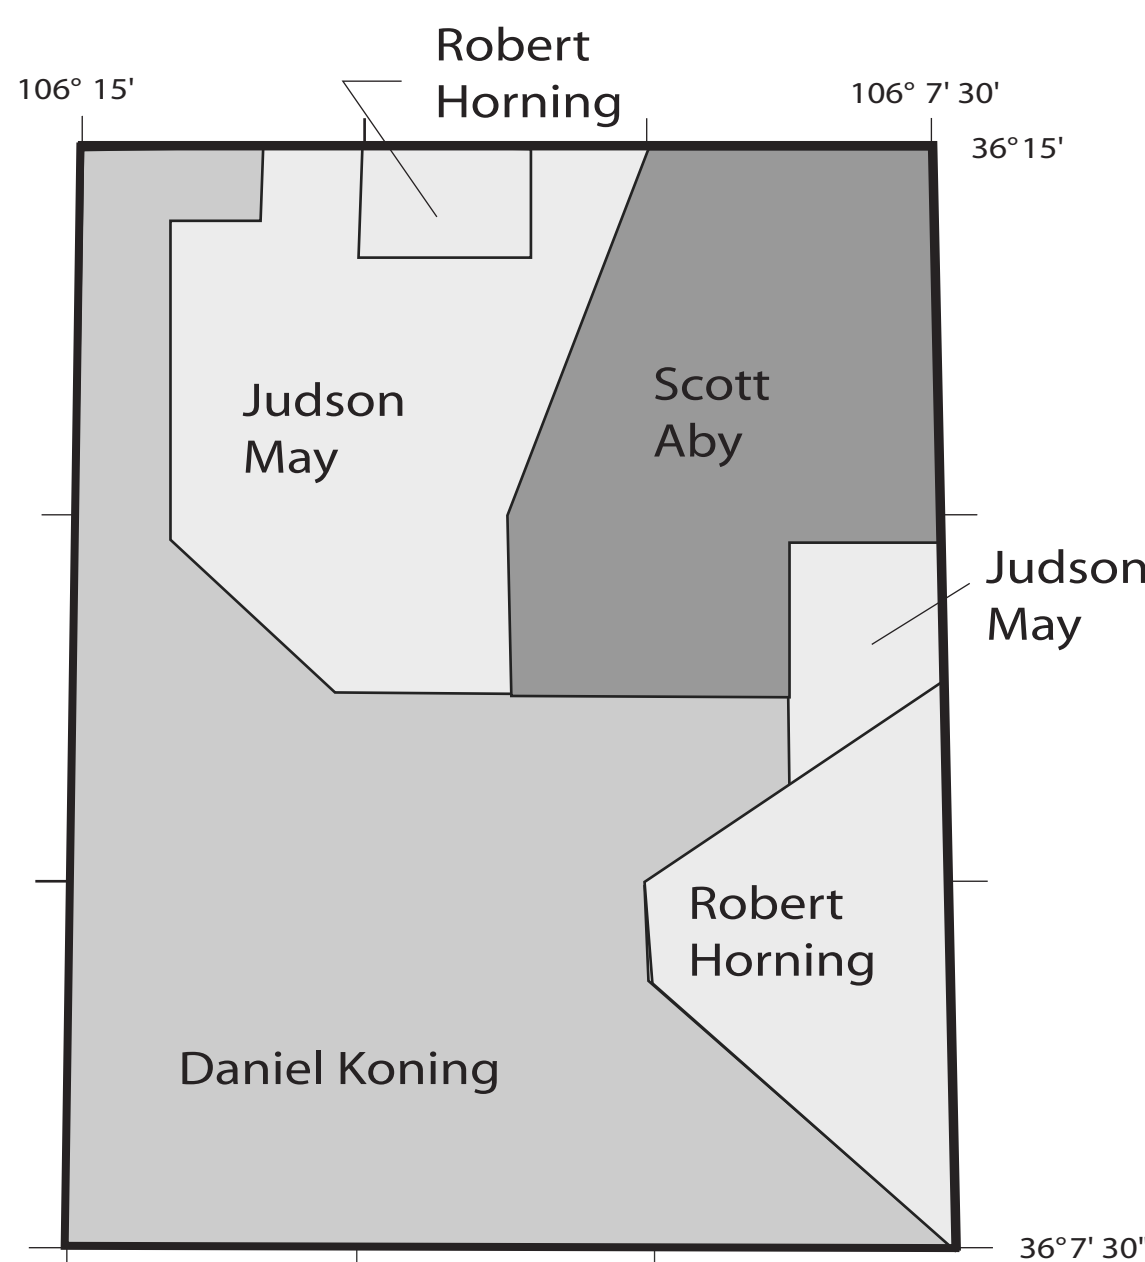 Robert
Horning
106° 15'
106° 7' 30'
36° 15'
Judson
May
Scott
Aby
Judson
May
Robert
Horning
Daniel Koning
36°7' 30"